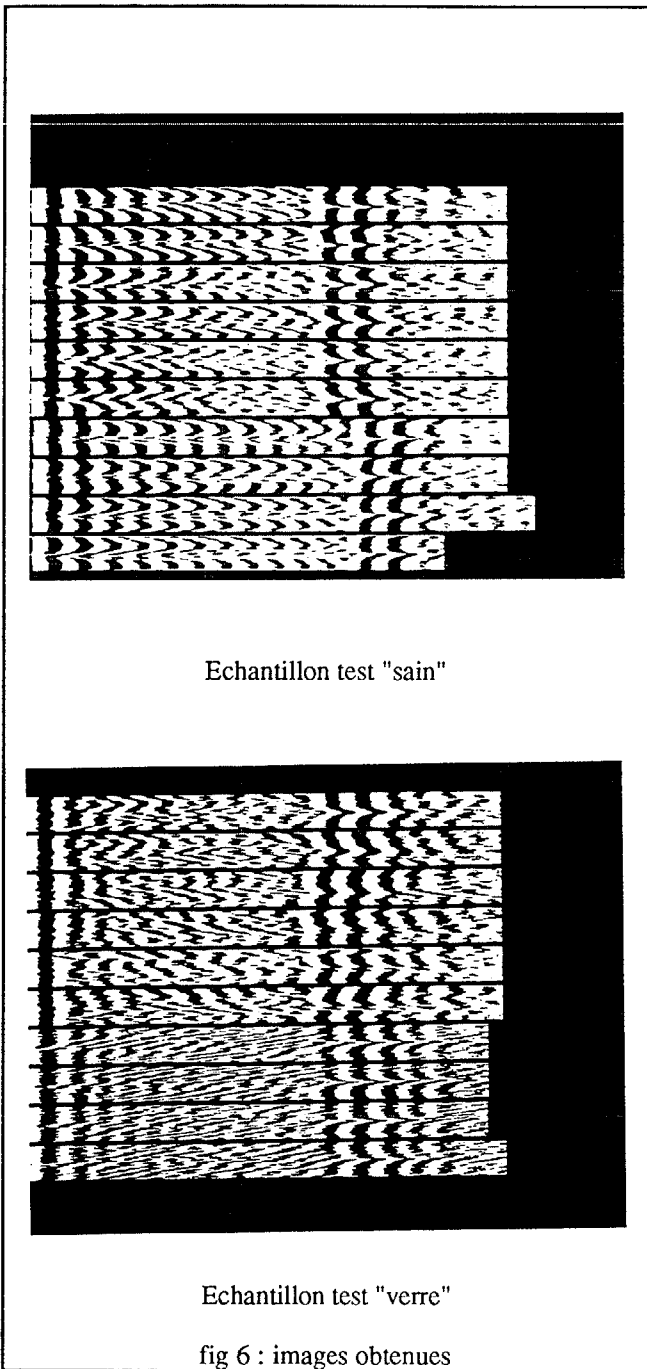 Echantillon test "sain"
Echantillon test "verre"
fig 6 : images obtenues